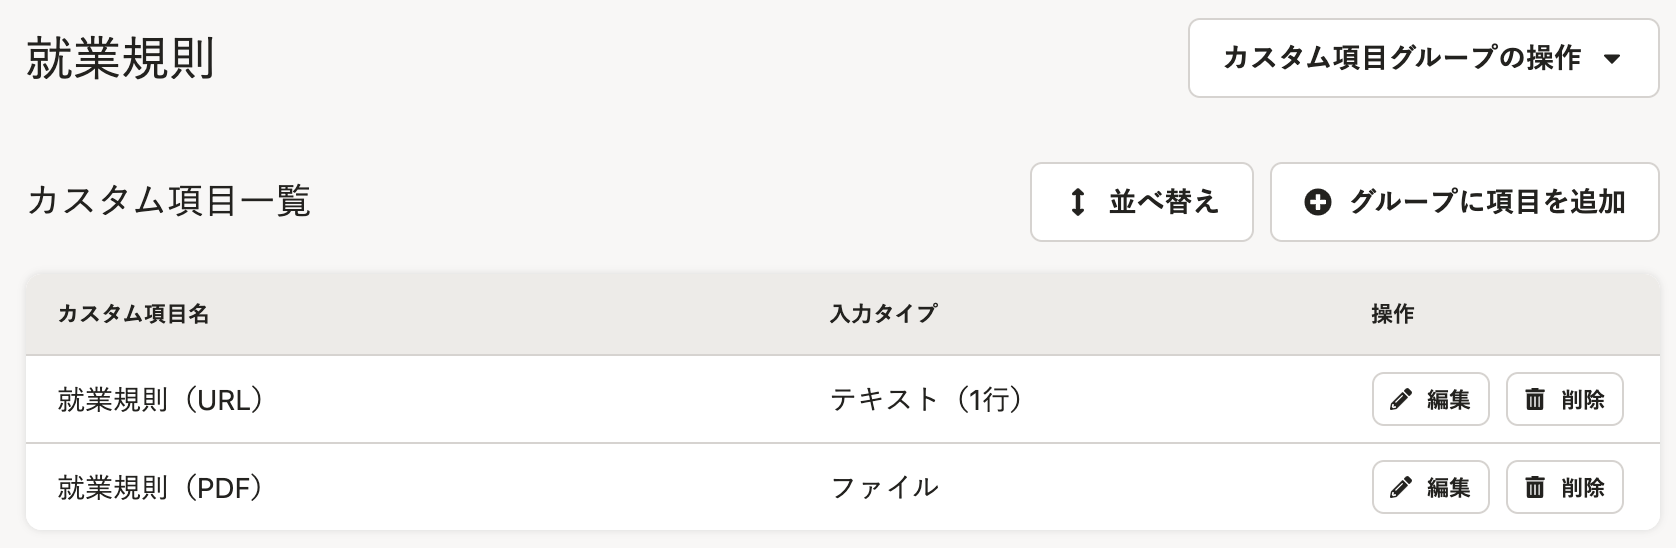 就業規則
カスタム項目グループの操作
カスタム項目一覧
並べ替え
グループに項目を追加
カスタム項目名 入力タイプ 操作
就業規則（URL） テキスト（1行） 編集 削除
就業規則（PDF） ファイル 編集 削除